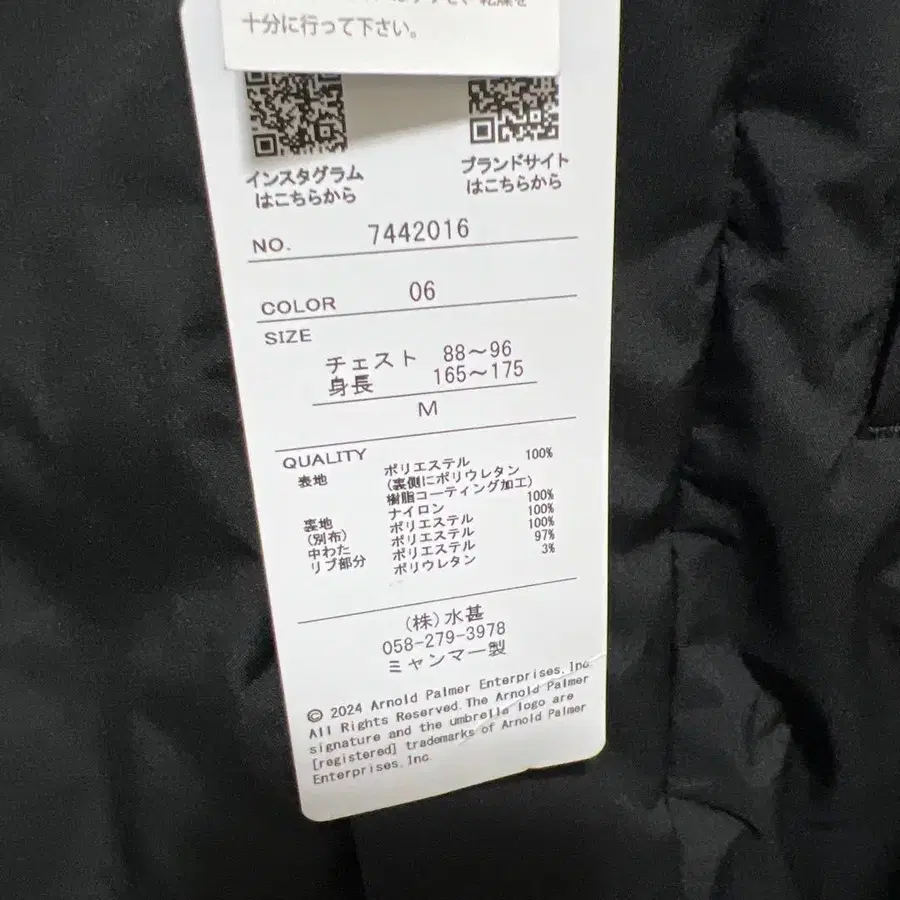 十分に行って下さい。
インスタグラム
はこちらから
ブランドサイト
はこちらから
NO. 7442016
COLOR 06
SIZE
チェスト 88〜96
身長 165〜175
M
QUALITY
表地 ポリエステル 100%
(裏側にポリウレタン
樹脂コーティング加工)
裏地 ナイロン 100%
(別布) ポリエステル 100%
中わた ポリエステル 100%
リブ部分 ポリエステル 97%
ポリウレタン 3%
(株)水甚
058-279-3978
ミャンマー製
© 2024 Arnold Palmer Enterprises, Inc.
All Rights Reserved. The Arnold Palmer
signature and the umbrella logo are
[registered] trademarks of Arnold Palmer
Enterprises, Inc.